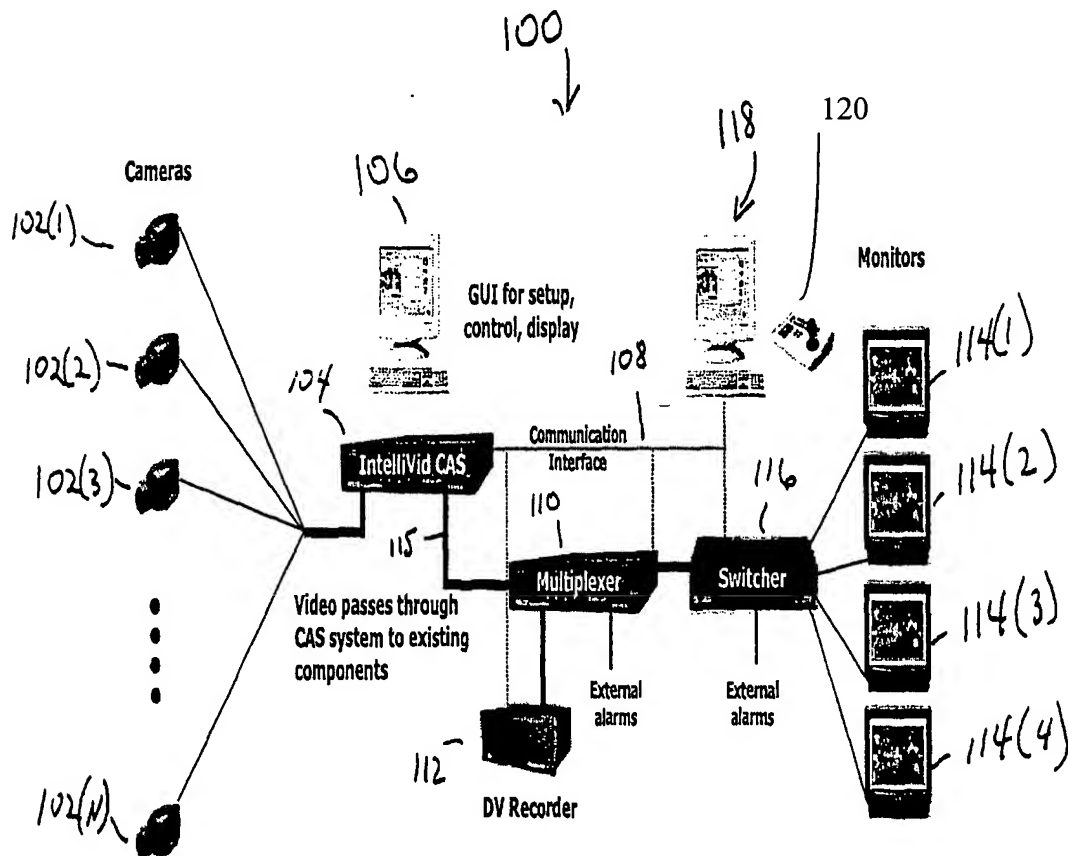 100
118
120
Cameras
106
102(1)
Monitors
GUI for setup,
control, display
114(1)
102(2)
104
108
Communication
Interface
IntelliVid CAS
102(3)
116
114(2)
110
115
Multiplexer
Switcher
Video passes through
CAS system to existing
components
114(3)
External
alarms
External
alarms
112
114(4)
DV Recorder
102(N)